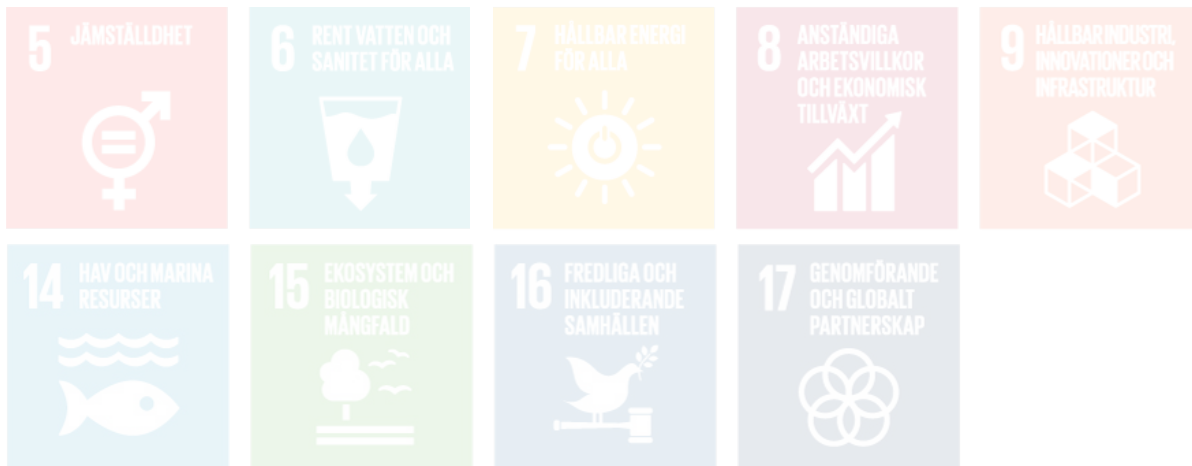 5 JÄMSTÄLLDHET
6 RENT VATTEN OCH
SANITET FÖR ALLA
7 HÅLLBAR ENERGI
FÖR ALLA
8 ANSTÄNDIGA
ARBETSVILLKOR
OCH EKONOMISK
TILLVÄXT
9 HÅLLBAR INDUSTRI,
INNOVATIONER OCH
INFRASTRUKTUR
14 HAV OCH MARINA
RESURSER
15 EKOSYSTEM OCH
BIOLOGISK
MÅNGFALD
16 FREDLIGA OCH
INKLUDERANDE
SAMHÄLLEN
17 GENOMFÖRANDE
OCH GLOBALT
PARTNERSKAP